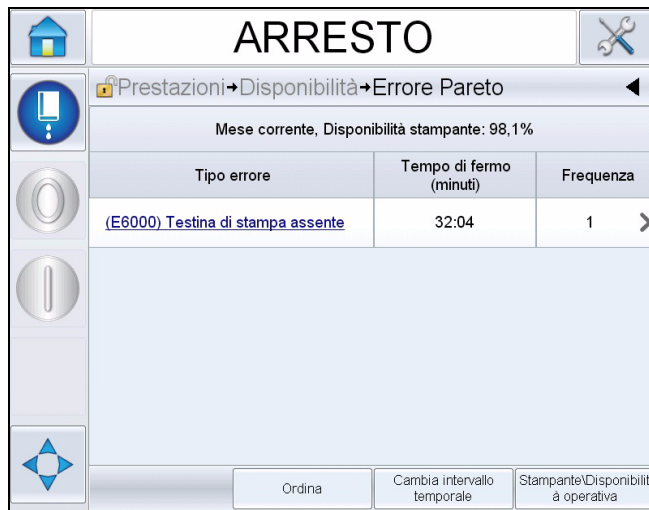 ARRESTO
Prestazioni→Disponibilità→Errore Pareto
Mese corrente, Disponibilità stampante: 98,1%
Tipo errore
Tempo di fermo
(minuti)
Frequenza
(E6000) Testina di stampa assente
32:04
1
Ordina
Cambia intervallo
temporale
Stampante\Disponibilit
à operativa